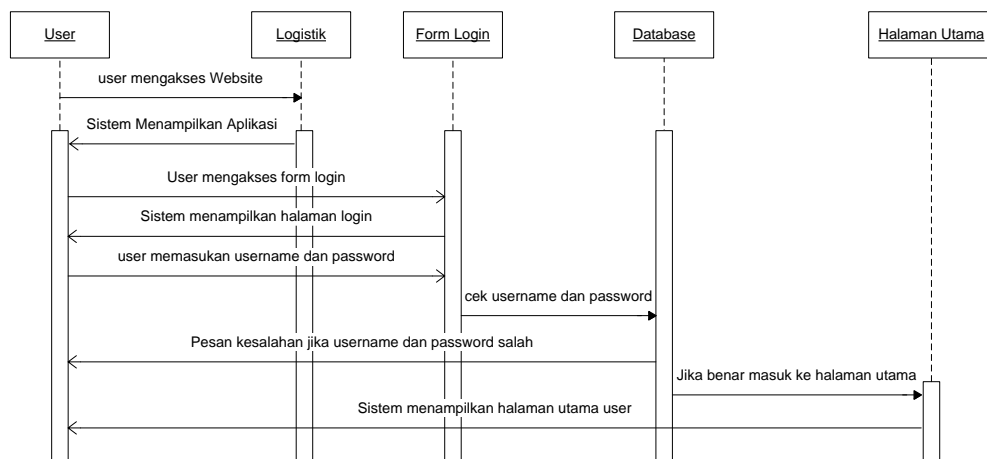 User
Logistik
Form Login
Database
Halaman Utama
user mengakses Website
Sistem Menampilkan Aplikasi
User mengakses form login
Sistem menampilkan halaman login
user memasukan username dan password
cek username dan password
Pesan kesalahan jika username dan password salah
Jika benar masuk ke halaman utama
Sistem menampilkan halaman utama user